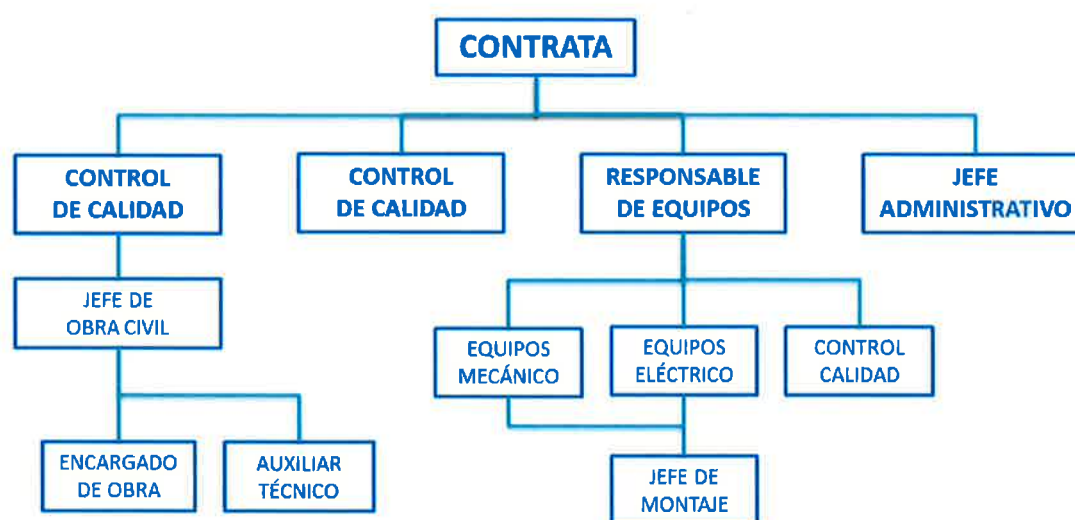 CONTRATA
CONTROL
DE CALIDAD
CONTROL
DE CALIDAD
RESPONSABLE
DE EQUIPOS
JEFE
ADMINISTRATIVO
JEFE DE
OBRA CIVIL
EQUIPOS
MECÁNICO
EQUIPOS
ELÉCTRICO
CONTROL
CALIDAD
ENCARGADO
DE OBRA
AUXILIAR
TÉCNICO
JEFE DE
MONTAJE